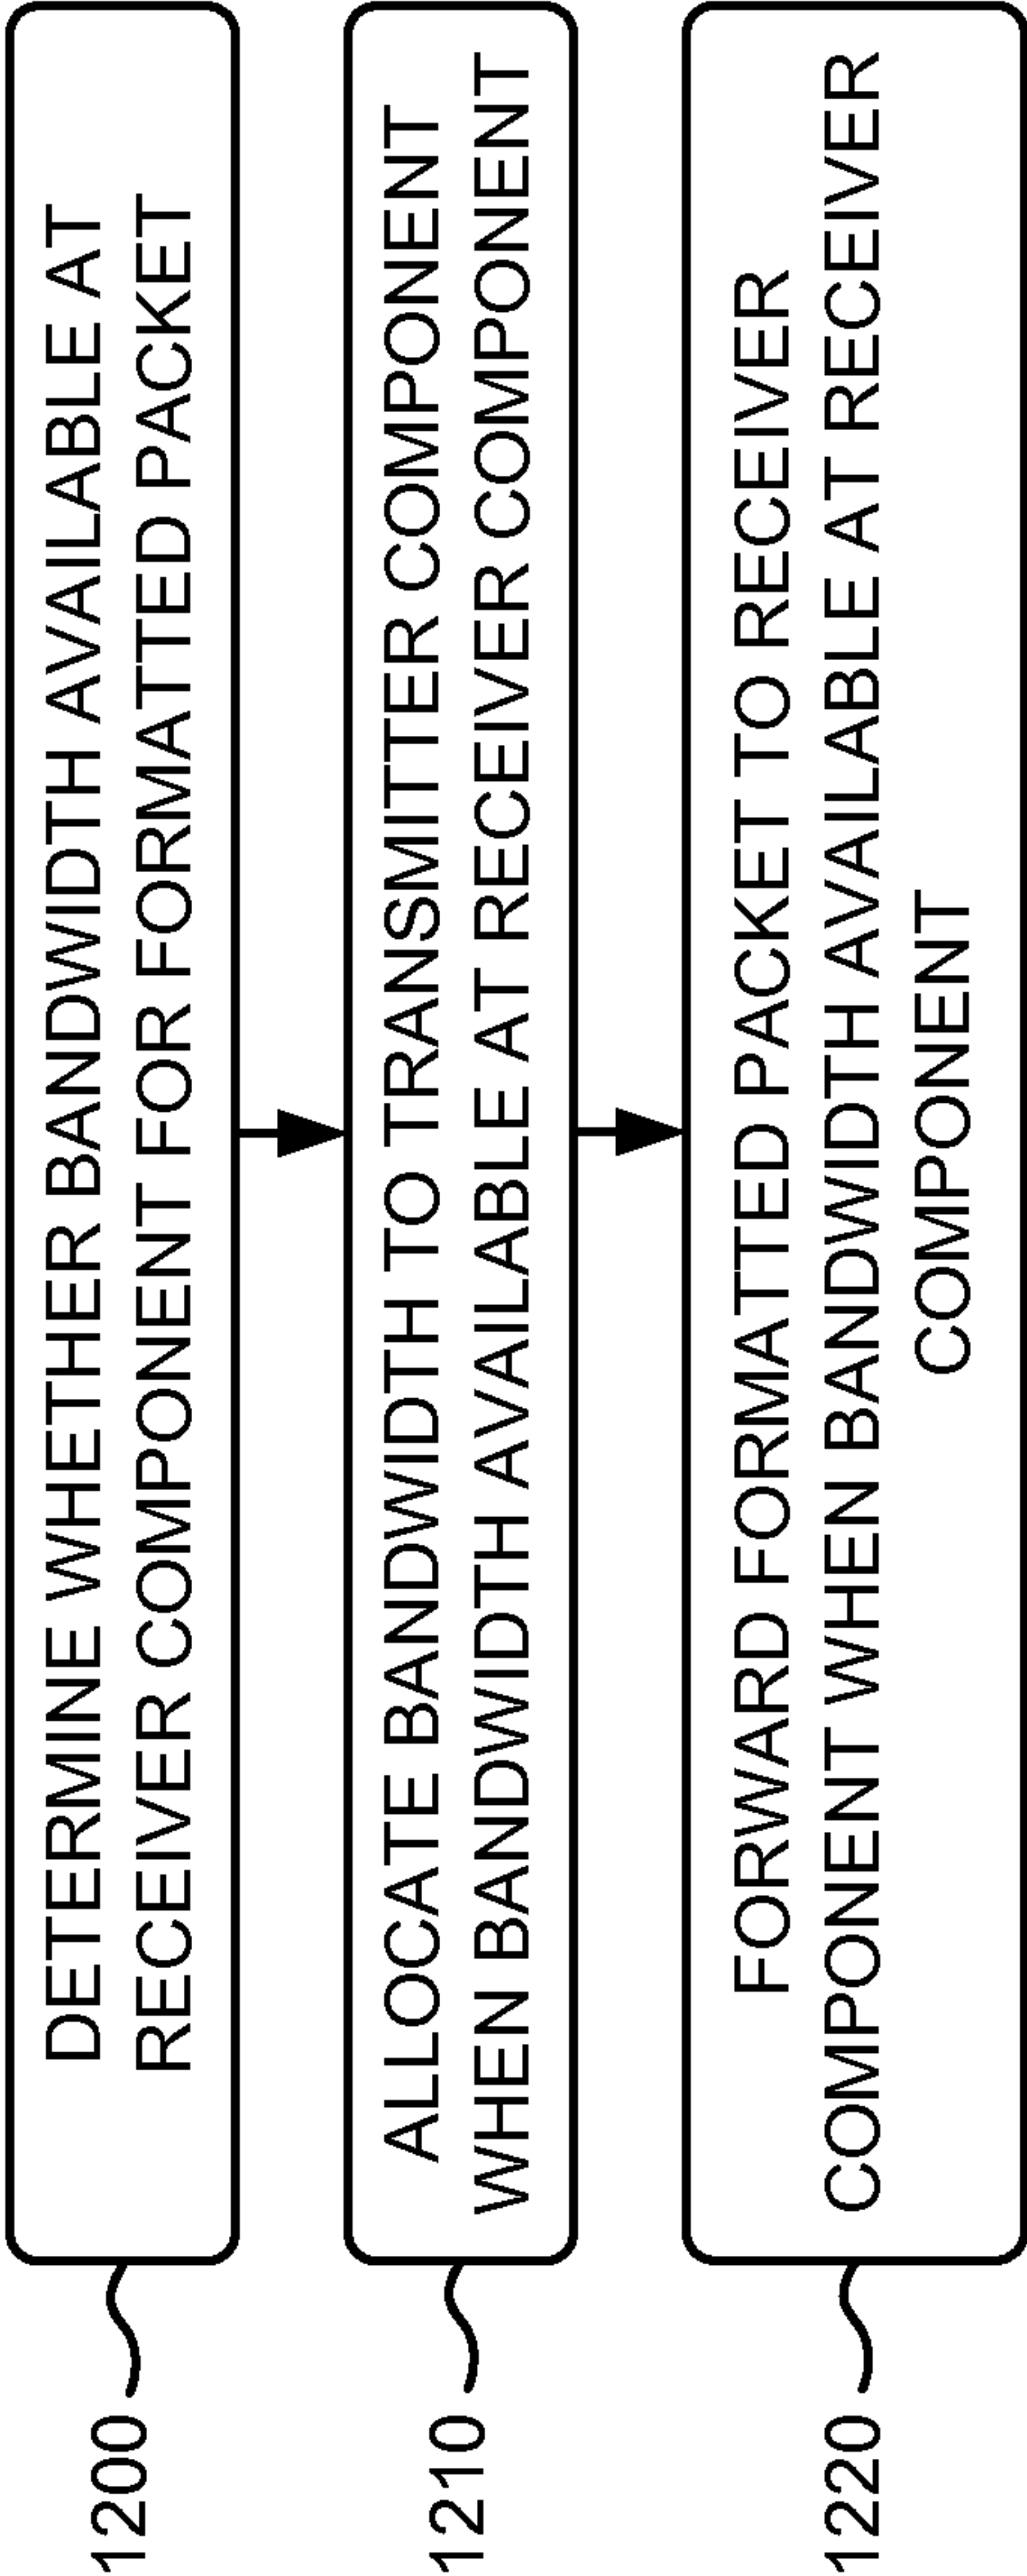 1200
DETERMINE WHETHER BANDWIDTH AVAILABLE AT
RECEIVER COMPONENT FOR FORMATTED PACKET
1210
ALLOCATE BANDWIDTH TO TRANSMITTER COMPONENT
WHEN BANDWIDTH AVAILABLE AT RECEIVER COMPONENT
1220
FORWARD FORMATTED PACKET TO RECEIVER
COMPONENT WHEN BANDWIDTH AVAILABLE AT RECEIVER
COMPONENT